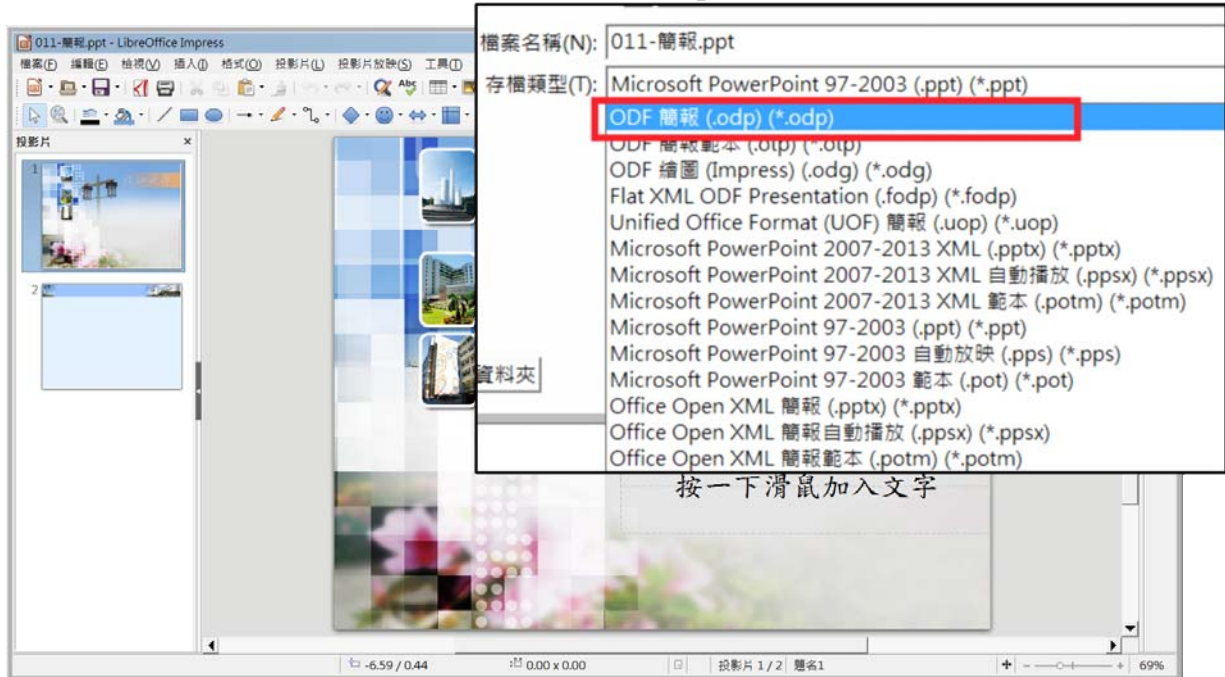 011-簡報.ppt - LibreOffice Impress
檔案(F) 編輯(E) 檢視(V) 插入(I) 格式(O) 投影片(L) 投影片放映(S) 工具(T)
投影片
1
2
檔案名稱(N): 011-簡報.ppt
存檔類型(T): Microsoft PowerPoint 97-2003 (.ppt) (*.ppt)
ODF 簡報 (.odp) (*.odp)
ODF 簡報範本 (.otp) (*.otp)
ODF 繪圖 (Impress) (.odg) (*.odg)
Flat XML ODF Presentation (.fodp) (*.fodp)
Unified Office Format (UOF) 簡報 (.uop) (*.uop)
Microsoft PowerPoint 2007-2013 XML (.pptx) (*.pptx)
Microsoft PowerPoint 2007-2013 XML 自動播放 (.ppsx) (*.ppsx)
Microsoft PowerPoint 2007-2013 XML 範本 (.potm) (*.potm)
Microsoft PowerPoint 97-2003 (.ppt) (*.ppt)
Microsoft PowerPoint 97-2003 自動放映 (.pps) (*.pps)
Microsoft PowerPoint 97-2003 範本 (.pot) (*.pot)
Office Open XML 簡報 (.pptx) (*.pptx)
Office Open XML 簡報自動播放 (.ppsx) (*.ppsx)
Office Open XML 簡報範本 (.potm) (*.potm)
資料夾
按一下滑鼠加入文字
-6.59 / 0.44 0.00 x 0.00 投影片 1 / 2 題名1 69%